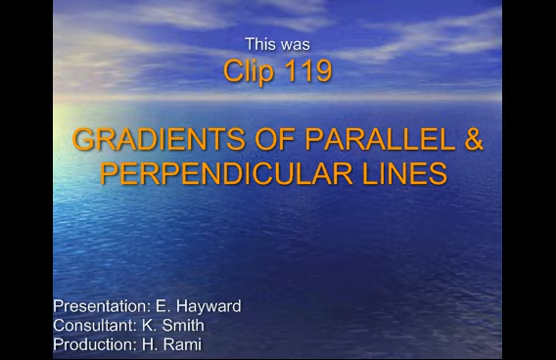 This was
Clip 119
GRADIENTS OF PARALLEL &
PERPENDICULAR LINES
Presentation: E. Hayward
Consultant: K. Smith
Production: H. Rami